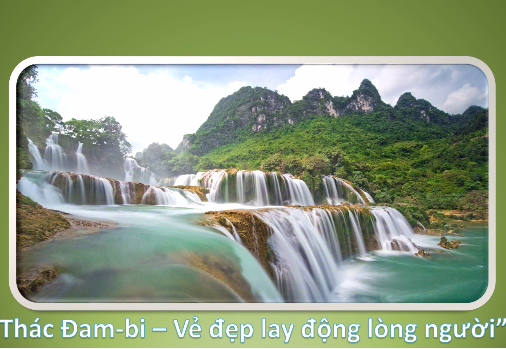 Thác Đam-bi – Vẻ đẹp lay động lòng người”